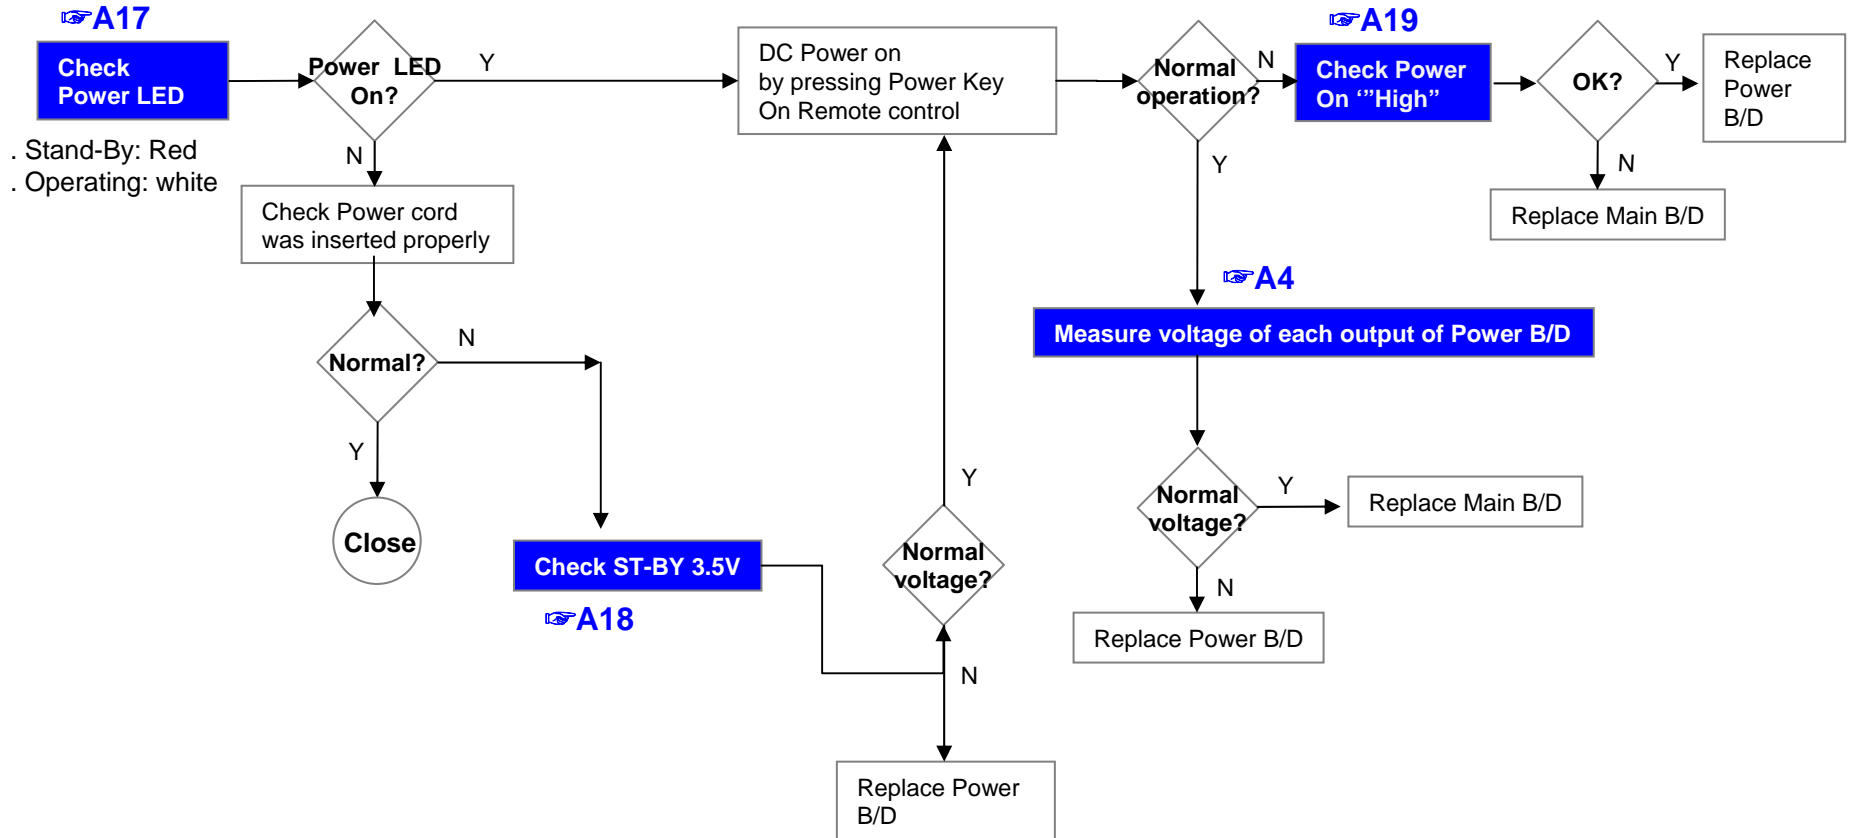 ☞A17
Check
Power LED
. Stand-By: Red
. Operating: white
Power LED
On?
Y
N
Check Power cord
was inserted properly
Normal?
N
Y
Close
Check ST-BY 3.5V
☞A18
DC Power on
by pressing Power Key
On Remote control
Y
Normal
voltage?
N
Replace Power
B/D
Normal
operation?
N
Y
☞A19
Check Power
On ‘”High”
OK?
Y
Replace
Power
B/D
N
Replace Main B/D
☞A4
Measure voltage of each output of Power B/D
Normal
voltage?
Y
Replace Main B/D
N
Replace Power B/D